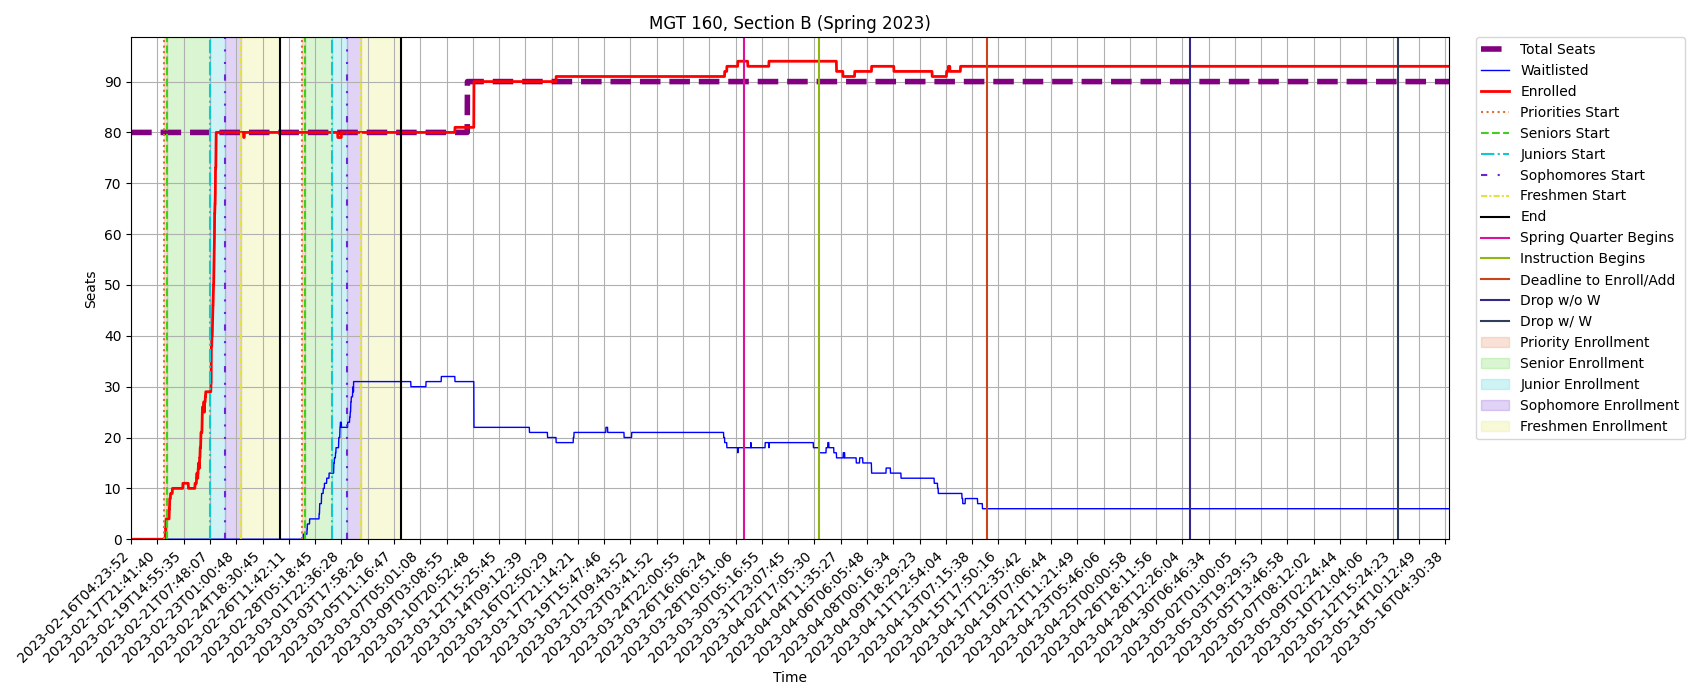 MGT 160, Section B (Spring 2023)
Seats
90
80
70
60
50
40
30
20
10
0
2023-02-16T04:23:52
2023-02-17T21:41:40
2023-02-19T14:55:35
2023-02-21T07:48:07
2023-02-23T01:00:48
2023-02-24T18:30:45
2023-02-26T11:42:11
2023-02-28T05:18:45
2023-03-01T22:36:28
2023-03-03T17:58:26
2023-03-05T11:16:47
2023-03-07T05:01:08
2023-03-09T03:08:55
2023-03-10T20:52:48
2023-03-12T15:25:45
2023-03-14T09:12:39
2023-03-16T02:50:29
2023-03-17T21:14:21
2023-03-19T15:47:46
2023-03-21T09:43:52
2023-03-23T03:41:52
2023-03-24T22:00:55
2023-03-26T16:06:24
2023-03-28T10:51:06
2023-03-30T05:16:55
2023-03-31T23:07:45
2023-04-02T17:05:30
2023-04-04T11:35:27
2023-04-06T06:05:48
2023-04-08T00:16:34
2023-04-09T18:29:23
2023-04-11T12:54:04
2023-04-13T07:15:38
2023-04-15T17:50:16
2023-04-17T12:35:42
2023-04-19T07:06:44
2023-04-21T11:21:49
2023-04-23T05:46:06
2023-04-25T00:00:58
2023-04-26T18:11:56
2023-04-28T12:26:04
2023-04-30T06:46:34
2023-05-02T01:00:05
2023-05-03T19:29:53
2023-05-05T13:46:58
2023-05-07T08:12:02
2023-05-09T02:24:44
2023-05-10T21:04:06
2023-05-12T15:24:23
2023-05-14T10:12:49
2023-05-16T04:30:38
Time
Total Seats
Waitlisted
Enrolled
Priorities Start
Seniors Start
Juniors Start
Sophomores Start
Freshmen Start
End
Spring Quarter Begins
Instruction Begins
Deadline to Enroll/Add
Drop w/o W
Drop w/ W
Priority Enrollment
Senior Enrollment
Junior Enrollment
Sophomore Enrollment
Freshmen Enrollment